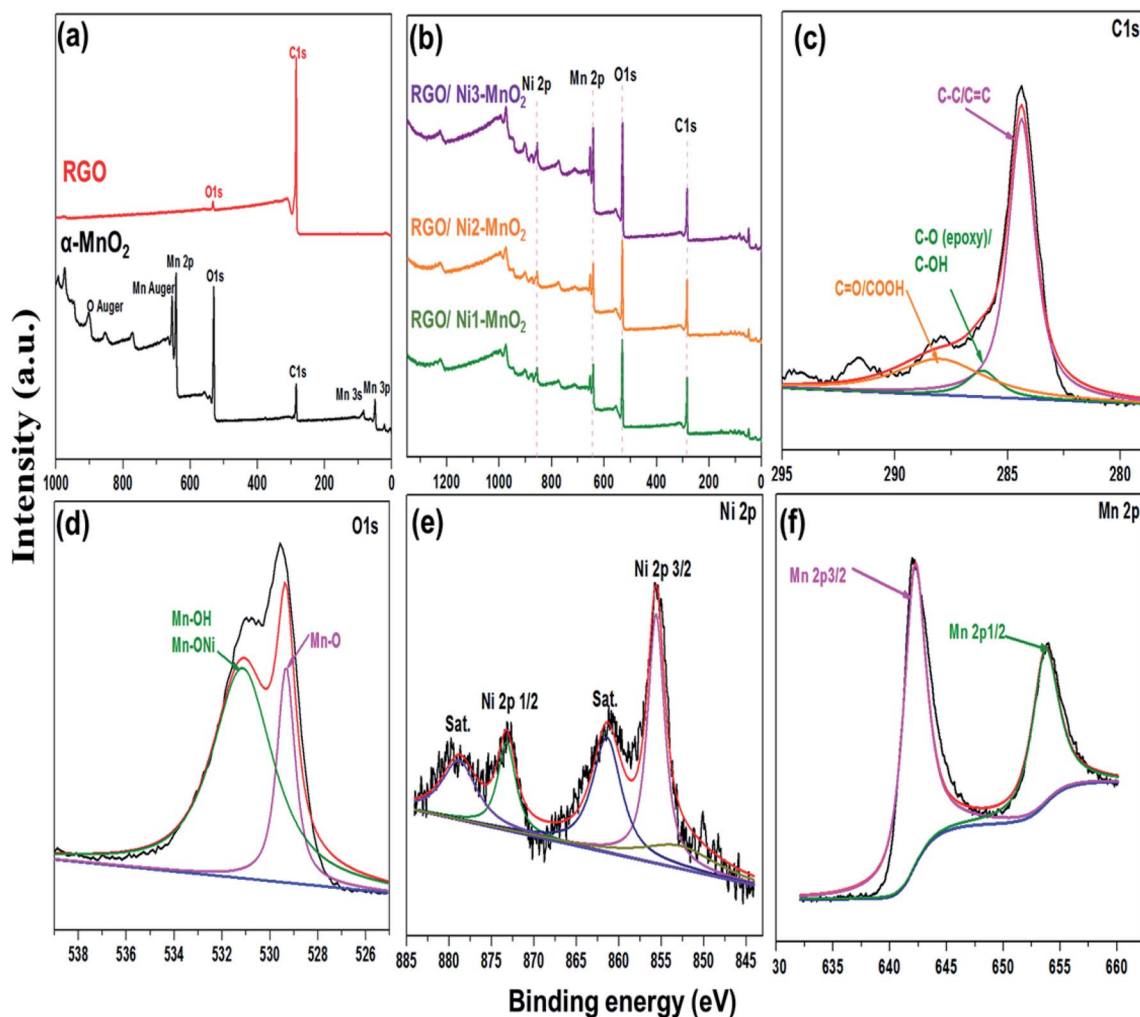 Intensity (a.u.)
(a)
C1s
RGO
O1s
α-MnO₂
O Auger
Mn Auger
Mn 2p
O1s
C1s
Mn 3s
Mn 3p
1000 800 600 400 200 0
(b)
Ni 2p
Mn 2p
O1s
C1s
RGO/ Ni3-MnO₂
RGO/ Ni2-MnO₂
RGO/ Ni1-MnO₂
1200 1000 800 600 400 200 0
(c)
C1s
C-C/C=C
C-O (epoxy)/
C-OH
C=O/COOH
295 292 288 284 280 279
(d)
O1s
Mn-OH
Mn-ONi
Mn-O
538 536 534 532 530 528 526
(e)
Ni 2p
Ni 2p 3/2
Sat.
Ni 2p 1/2
Sat.
885 880 875 870 865 860 855 850 845
(f)
Mn 2p
Mn 2p3/2
Mn 2p1/2
30 635 640 645 650 655 660
Binding energy (eV)